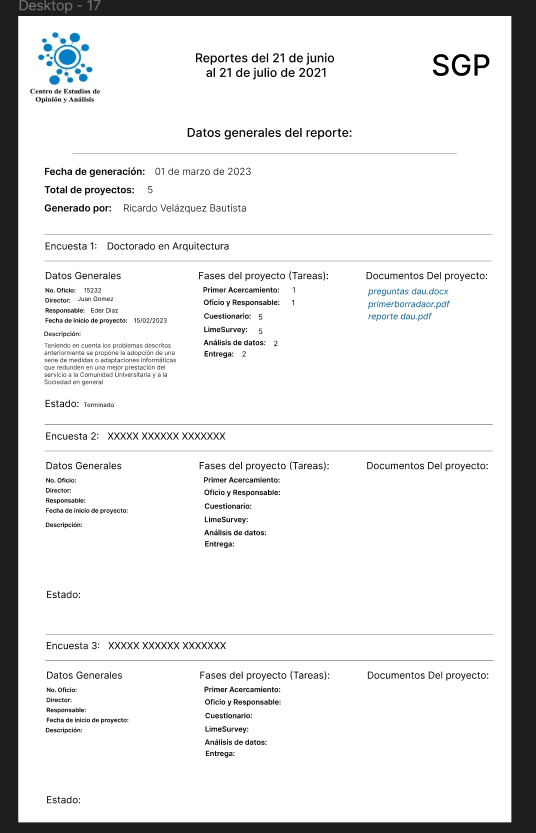 Desktop - 17
Centro de Estudios de
Opinión y Análisis
Reportes del 21 de junio
al 21 de julio de 2021
SGP
Datos generales del reporte:
Fecha de generación: 01 de marzo de 2023
Total de proyectos: 5
Generado por: Ricardo Velázquez Bautista
Encuesta 1: Doctorado en Arquitectura
Datos Generales
No. Oficio: 15232
Director: Juan Gomez
Responsable: Eder Díaz
Fecha de inicio de proyecto: 15/02/2023
Descripción:
Teniendo en cuenta los problemas descritos
anteriormente se propone la adopción de una
serie de medidas o adaptaciones informáticas
que redunden en una mejor prestación del
servicio a la Comunidad Universitaria y a la
Sociedad en general
Estado: Terminado
Fases del proyecto (Tareas):
Primer Acercamiento: 1
Oficio y Responsable: 1
Cuestionario: 5
LimeSurvey: 5
Análisis de datos: 2
Entrega: 2
Documentos Del proyecto:
preguntas dau.docx
primerborradaor.pdf
reporte dau.pdf
Encuesta 2: XXXXX XXXXXX XXXXXXX
Datos Generales
No. Oficio:
Director:
Responsable:
Fecha de inicio de proyecto:
Descripción:
Estado:
Fases del proyecto (Tareas):
Primer Acercamiento:
Oficio y Responsable:
Cuestionario:
LimeSurvey:
Análisis de datos:
Entrega:
Documentos Del proyecto:
Encuesta 3: XXXXX XXXXXX XXXXXXX
Datos Generales
No. Oficio:
Director:
Responsable:
Fecha de inicio de proyecto:
Descripción:
Estado:
Fases del proyecto (Tareas):
Primer Acercamiento:
Oficio y Responsable:
Cuestionario:
LimeSurvey:
Análisis de datos:
Entrega:
Documentos Del proyecto: